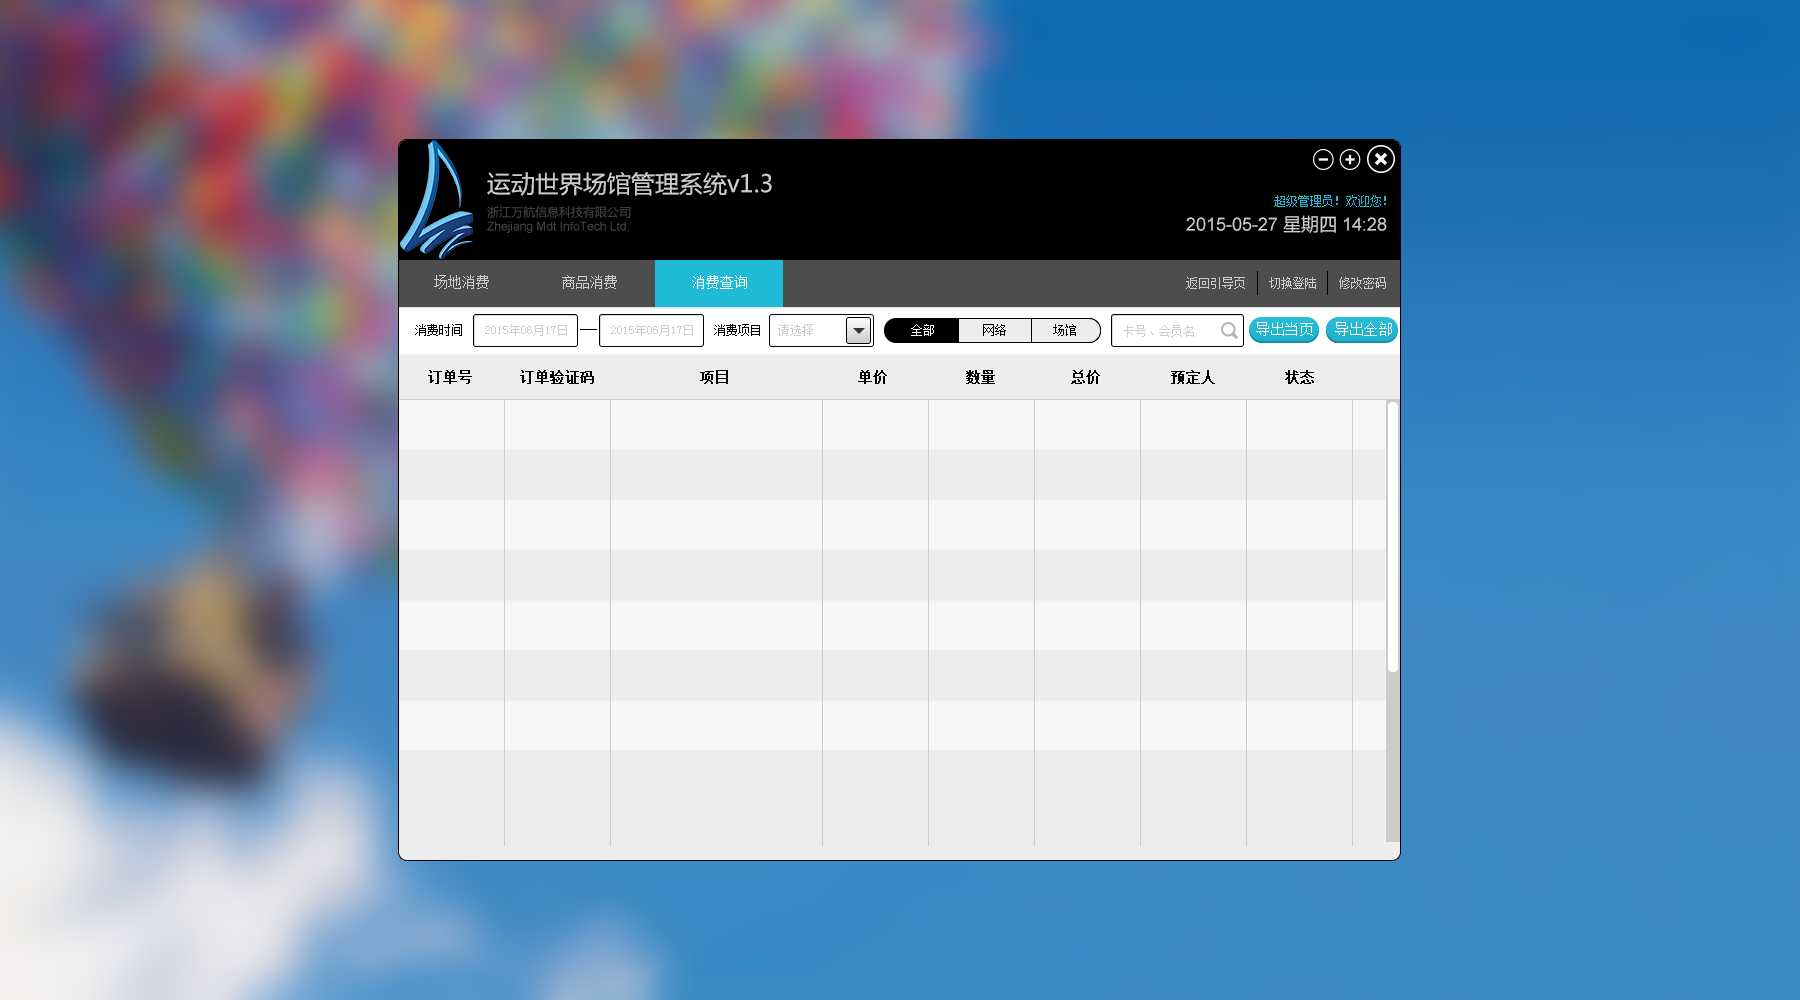 运动世界场馆管理系统v1.3
浙江万航信息科技有限公司
Zhejiang Mdt InfoTech Ltd.
超级管理员！欢迎您！
2015-05-27 星期四 14:28
场地消费 商品消费 消费查询 返回引导页 切换登陆 修改密码
消费时间 2015年06月17日 — 2015年06月17日 消费项目 请选择 全部 网络 场馆 卡号、会员名 导出当页 导出全部
订单号 订单验证码 项目 单价 数量 总价 预定人 状态